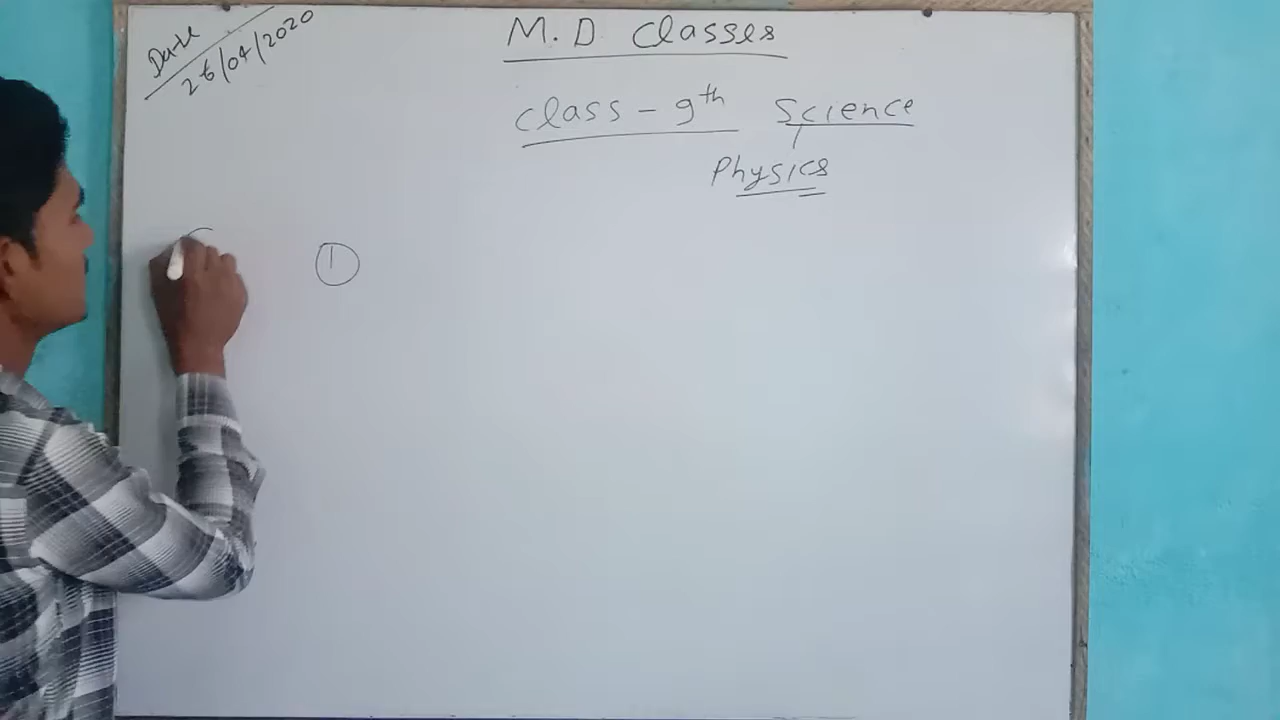 Date
26/04/2020
M.D. Classes
Class - 9th Science
Physics
1